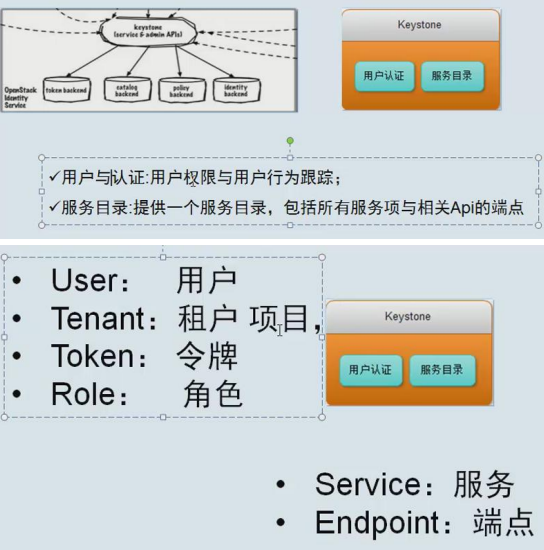 keystone
(service & admin APIs)
OpenStack
Identity
Service
token backend
catalog
backend
policy
backend
identity
backend
Keystone
用户认证
服务目录
✓用户与认证:用户权限与用户行为跟踪;
✓服务目录:提供一个服务目录，包括所有服务项与相关Api的端点
• User： 用户
• Tenant：租户 项目，
• Token： 令牌
• Role： 角色
Keystone
用户认证
服务目录
• Service：服务
• Endpoint：端点